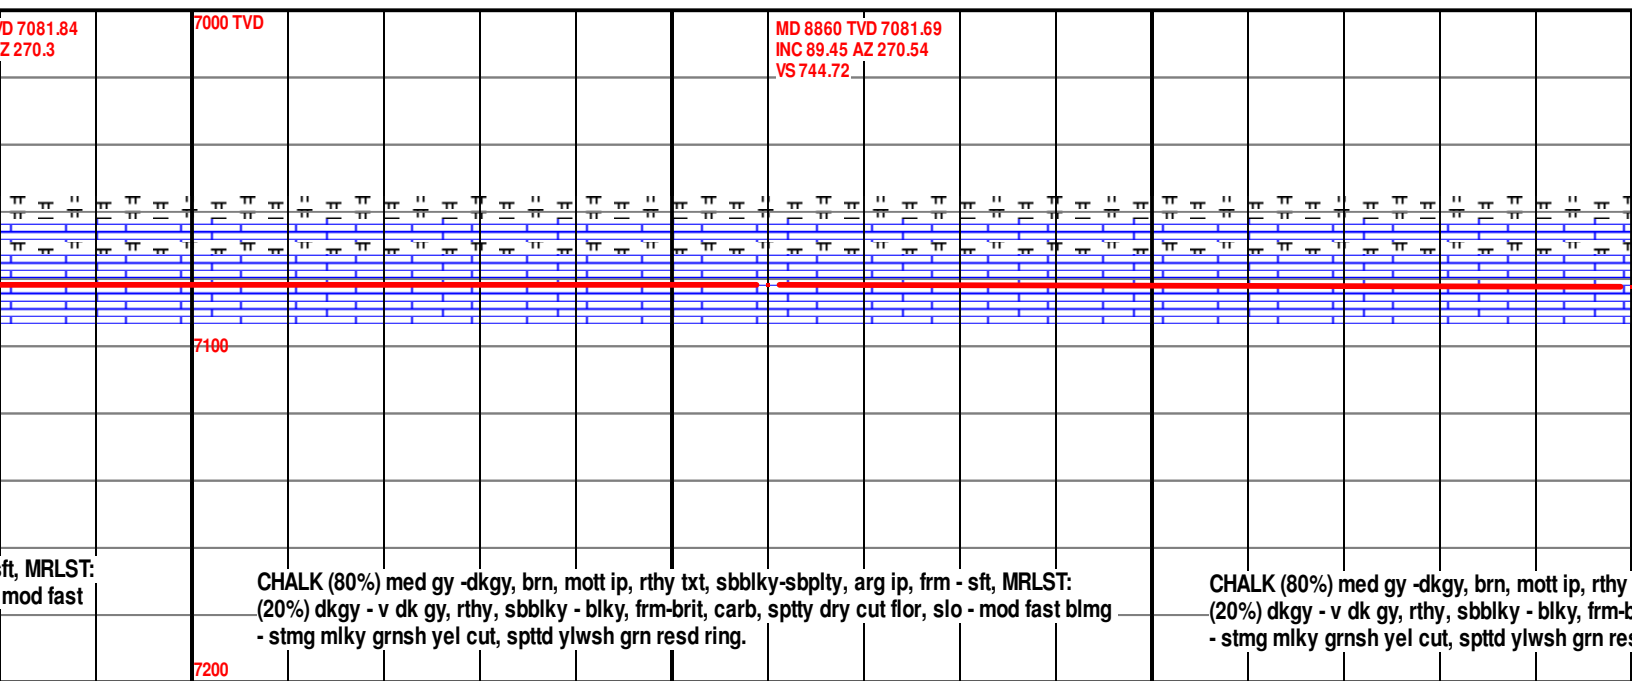 VD 7081.84
Z 270.3
7000 TVD
MD 8860 TVD 7081.69
INC 89.45 AZ 270.54
VS 744.72
7100
sft, MRLST:
mod fast
CHALK (80%) med gy -dkgy, brn, mott ip, rthy txt, sbblky-sbplty, arg ip, frm - sft, MRLST:
(20%) dkgy - v dk gy, rthy, sbblky - blky, frm-brit, carb, sptty dry cut flor, slo - mod fast blmg
- stmg mlky grnsh yel cut, spttd ylwsh grn resd ring.
CHALK (80%) med gy -dkgy, brn, mott ip, rthy
(20%) dkgy - v dk gy, rthy, sbblky - blky, frm-b
- stmg mlky grnsh yel cut, spttd ylwsh grn res
7200